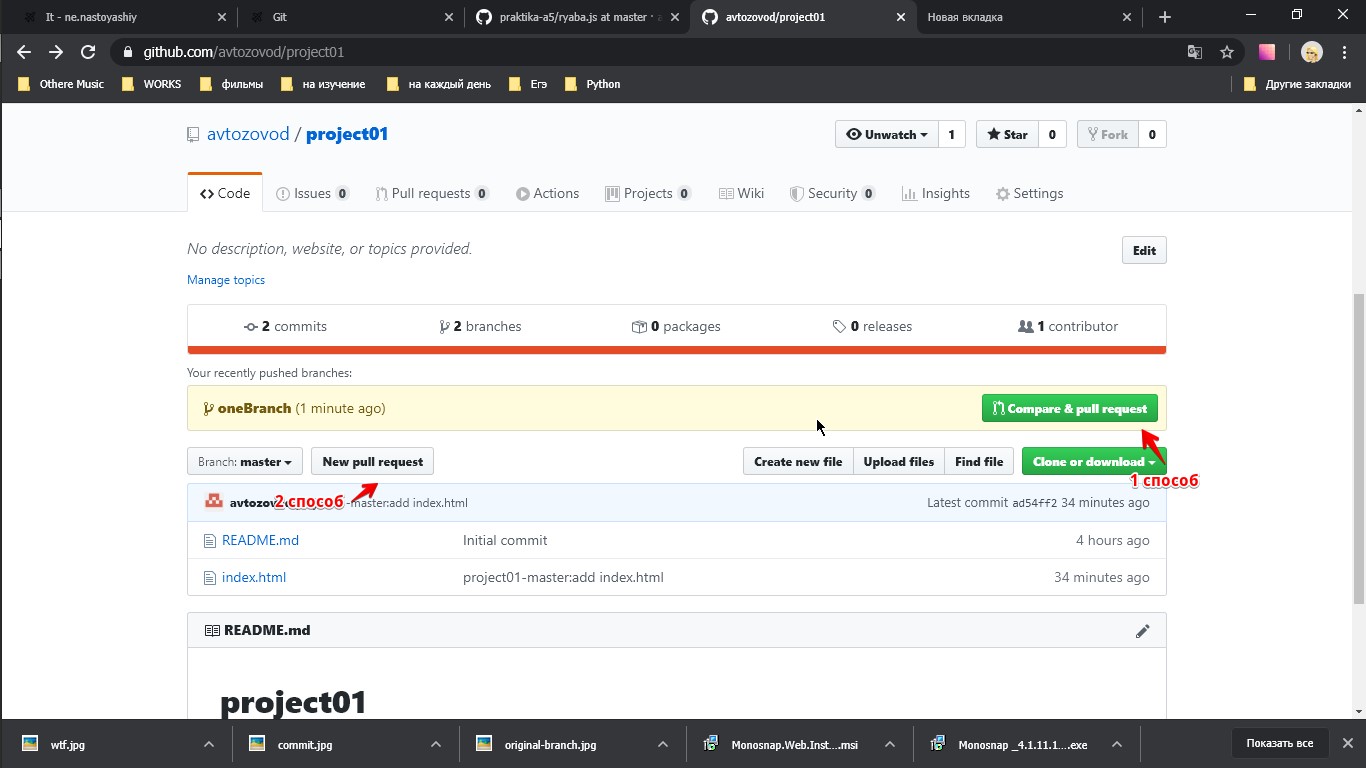 It - ne.nastoyashiy
Git
praktika-a5/ryaba.js at master · a
avtozovod/project01
Новая вкладка
github.com/avtozovod/project01
Othere Music
WORKS
фильмы
на изучение
на каждый день
Егэ
Python
Другие закладки
avtozovod / project01
Unwatch 1
Star 0
Fork 0
Code
Issues 0
Pull requests 0
Actions
Projects 0
Wiki
Security 0
Insights
Settings
No description, website, or topics provided.
Edit
Manage topics
2 commits
2 branches
0 packages
0 releases
1 contributor
Your recently pushed branches:
oneBranch (1 minute ago)
Compare & pull request
Branch: master
New pull request
Create new file
Upload files
Find file
Clone or download
1 способ
2 способ
avtozov
-master:add index.html
Latest commit ad54ff2 34 minutes ago
README.md
Initial commit
4 hours ago
index.html
project01-master:add index.html
34 minutes ago
README.md
project01
wtf.jpg
commit.jpg
original-branch.jpg
Monosnap.Web.Inst....msi
Monosnap _4.1.11.1....exe
Показать все